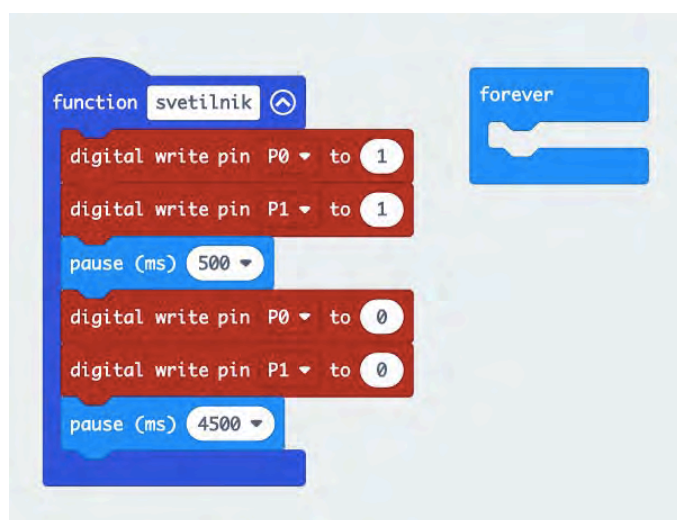 function svetilnik
digital write pin P0 to 1
digital write pin P1 to 1
pause (ms) 500
digital write pin P0 to 0
digital write pin P1 to 0
pause (ms) 4500
forever